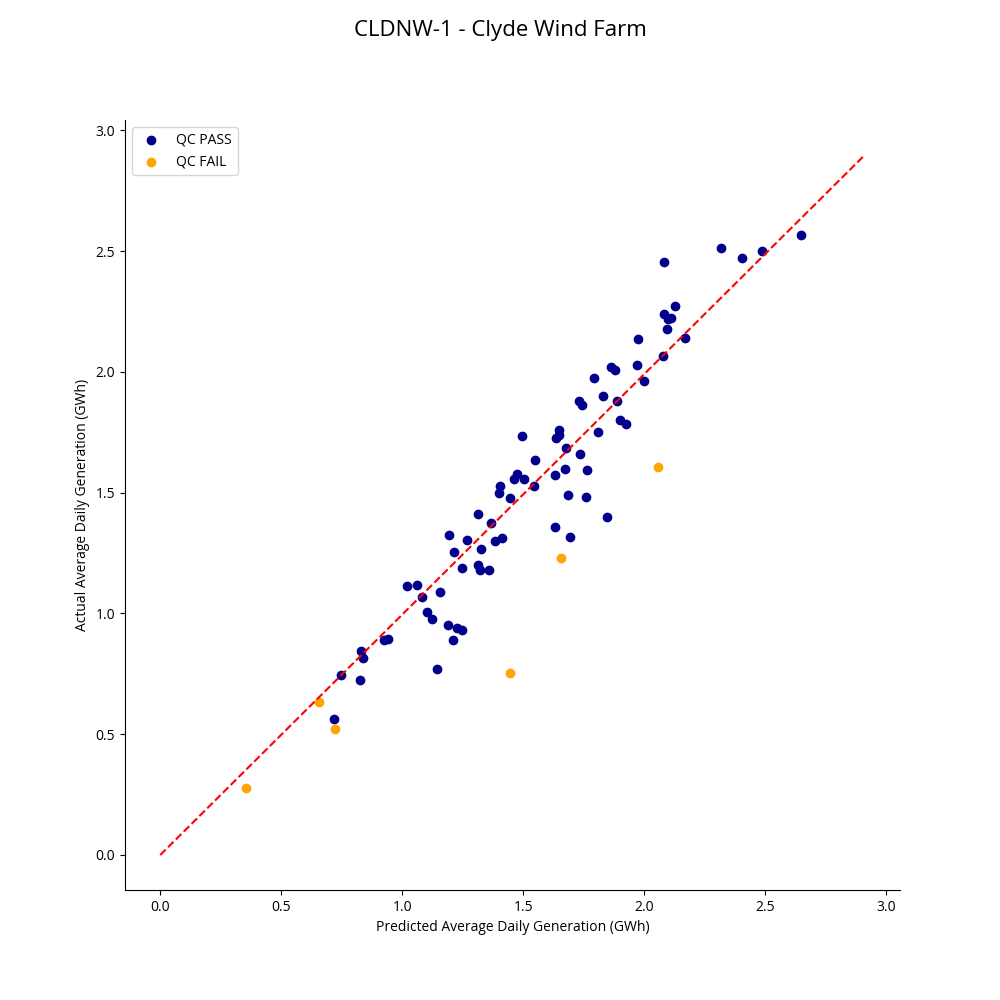 CLDNW-1 - Clyde Wind Farm
QC PASS
QC FAIL
3.0
2.5
2.0
1.5
1.0
0.5
0.0
Actual Average Daily Generation (GWh)
0.0 0.5 1.0 1.5 2.0 2.5 3.0
Predicted Average Daily Generation (GWh)